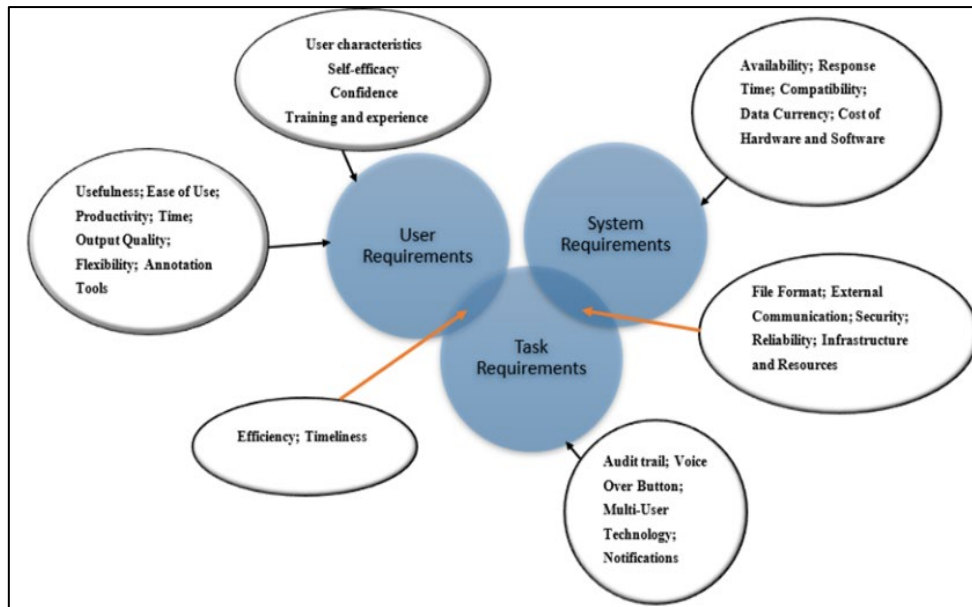 User characteristics
Self-efficacy
Confidence
Training and experience
Availability; Response
Time; Compatibility;
Data Currency; Cost of
Hardware and Software
Usefulness; Ease of Use;
Productivity; Time;
Output Quality;
Flexibility; Annotation
Tools
User
Requirements
System
Requirements
File Format; External
Communication; Security;
Reliability; Infrastructure
and Resources
Task
Requirements
Efficiency; Timeliness
Audit trail; Voice
Over Button;
Multi-User
Technology;
Notifications